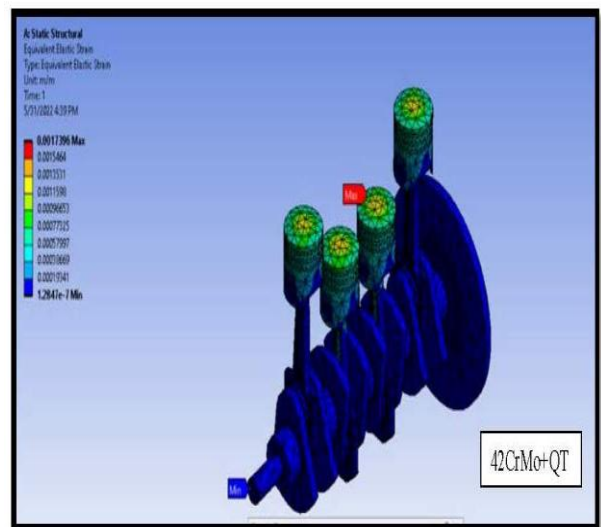 A: Static Structural
Equivalent Elastic Strain
Type: Equivalent Elastic Strain
Unit: m/m
Time: 1
5/31/2022 4:39 PM
0.0017396 Max
0.0015464
0.0013531
0.0011598
0.00096653
0.00077325
0.00057997
0.00038669
0.00019341
1.2847e-7 Min
Max
Min
42CrMo+QT